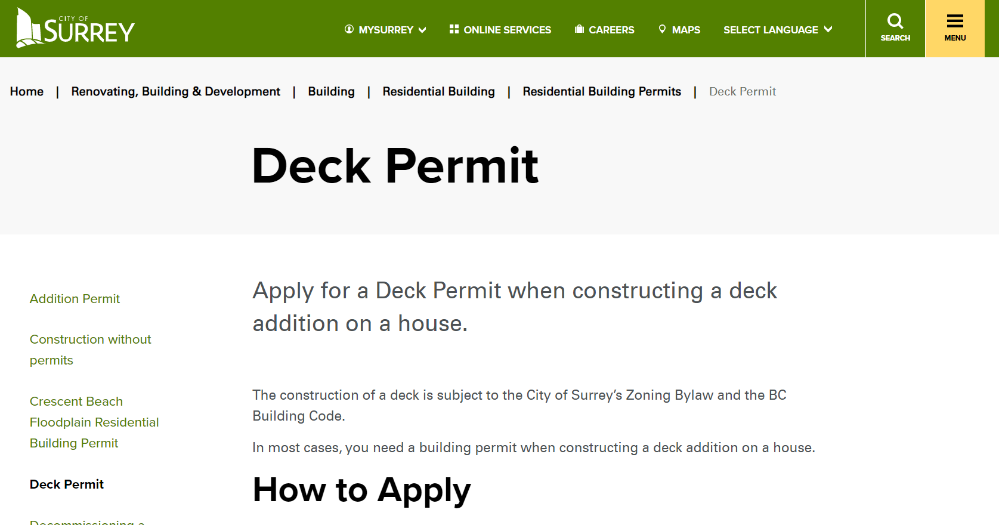 CITY OF
SURREY
MYSURREY
ONLINE SERVICES
CAREERS
MAPS
SELECT LANGUAGE
SEARCH
MENU
Home | Renovating, Building & Development | Building | Residential Building | Residential Building Permits | Deck Permit
Deck Permit
Addition Permit
Construction without
permits
Crescent Beach
Floodplain Residential
Building Permit
Deck Permit
Decommissioning a
Apply for a Deck Permit when constructing a deck
addition on a house.
The construction of a deck is subject to the City of Surrey’s Zoning Bylaw and the BC
Building Code.
In most cases, you need a building permit when constructing a deck addition on a house.
How to Apply